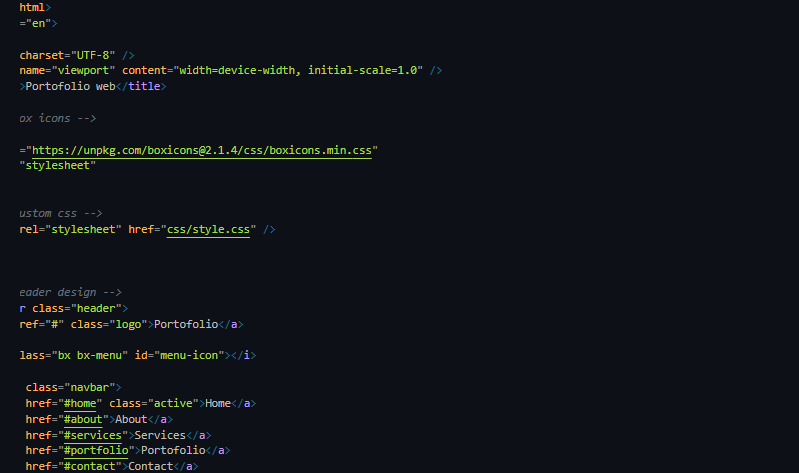 html>
="en">
charset="UTF-8" />
name="viewport" content="width=device-width, initial-scale=1.0" />
>Portofolio web</title>
ox icons -->
="https://unpkg.com/boxicons@2.1.4/css/boxicons.min.css"
"stylesheet"
ustom css -->
rel="stylesheet" href="css/style.css" />
eader design -->
r class="header">
ref="#" class="logo">Portofolio</a>
lass="bx bx-menu" id="menu-icon"></i>
class="navbar">
href="#home" class="active">Home</a>
href="#about">About</a>
href="#services">Services</a>
href="#portfolio">Portofolio</a>
href="#contact">Contact</a>